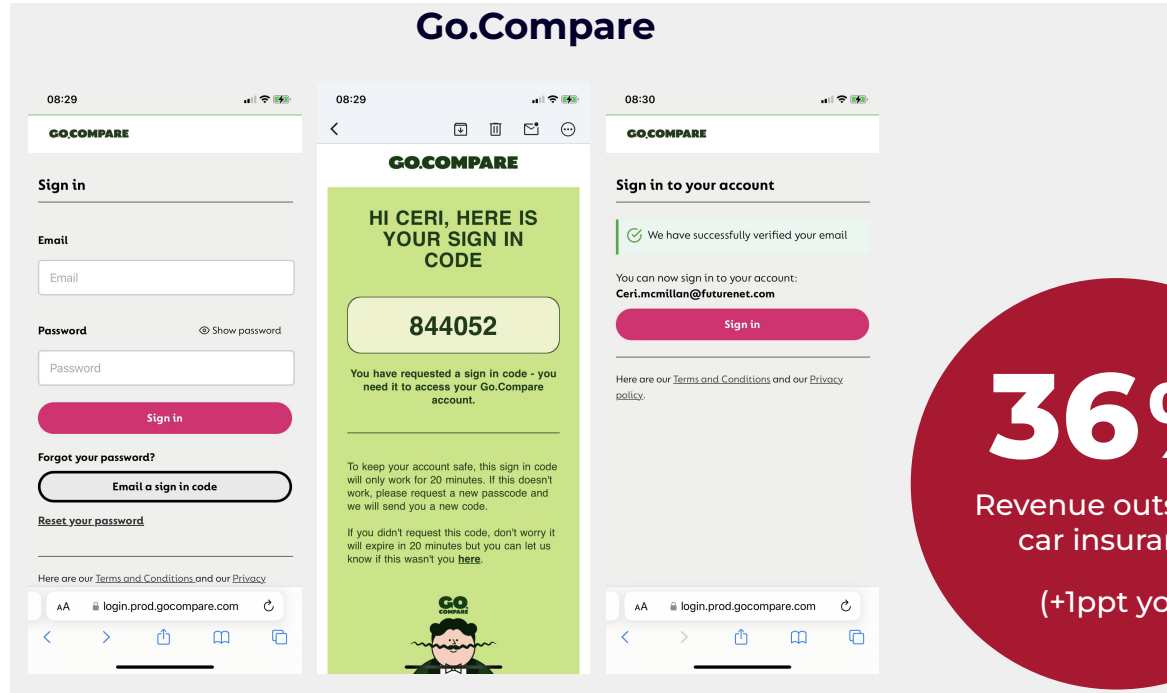 Go.Compare
08:29
GO.COMPARE
Sign in
Email
Email
Password
Show password
Password
Sign in
Forgot your password?
Email a sign in code
Reset your password
Here are our Terms and Conditions and our Privacy
AA login.prod.gocompare.com
08:29
GO.COMPARE
HI CERI, HERE IS
YOUR SIGN IN
CODE
844052
You have requested a sign in code - you
need it to access your Go.Compare
account.
To keep your account safe, this sign in code
will only work for 20 minutes. If this doesn't
work, please request a new passcode and
we will send you a new code.
If you didn't request this code, don't worry it
will expire in 20 minutes but you can let us
know if this wasn't you here.
GO.
COMPARE
08:30
GO.COMPARE
Sign in to your account
We have successfully verified your email
You can now sign in to your account:
Ceri.mcmillan@futurenet.com
Sign in
Here are our Terms and Conditions and our Privacy
policy.
AA login.prod.gocompare.com
36%
Revenue outs
car insura
(+1ppt yo